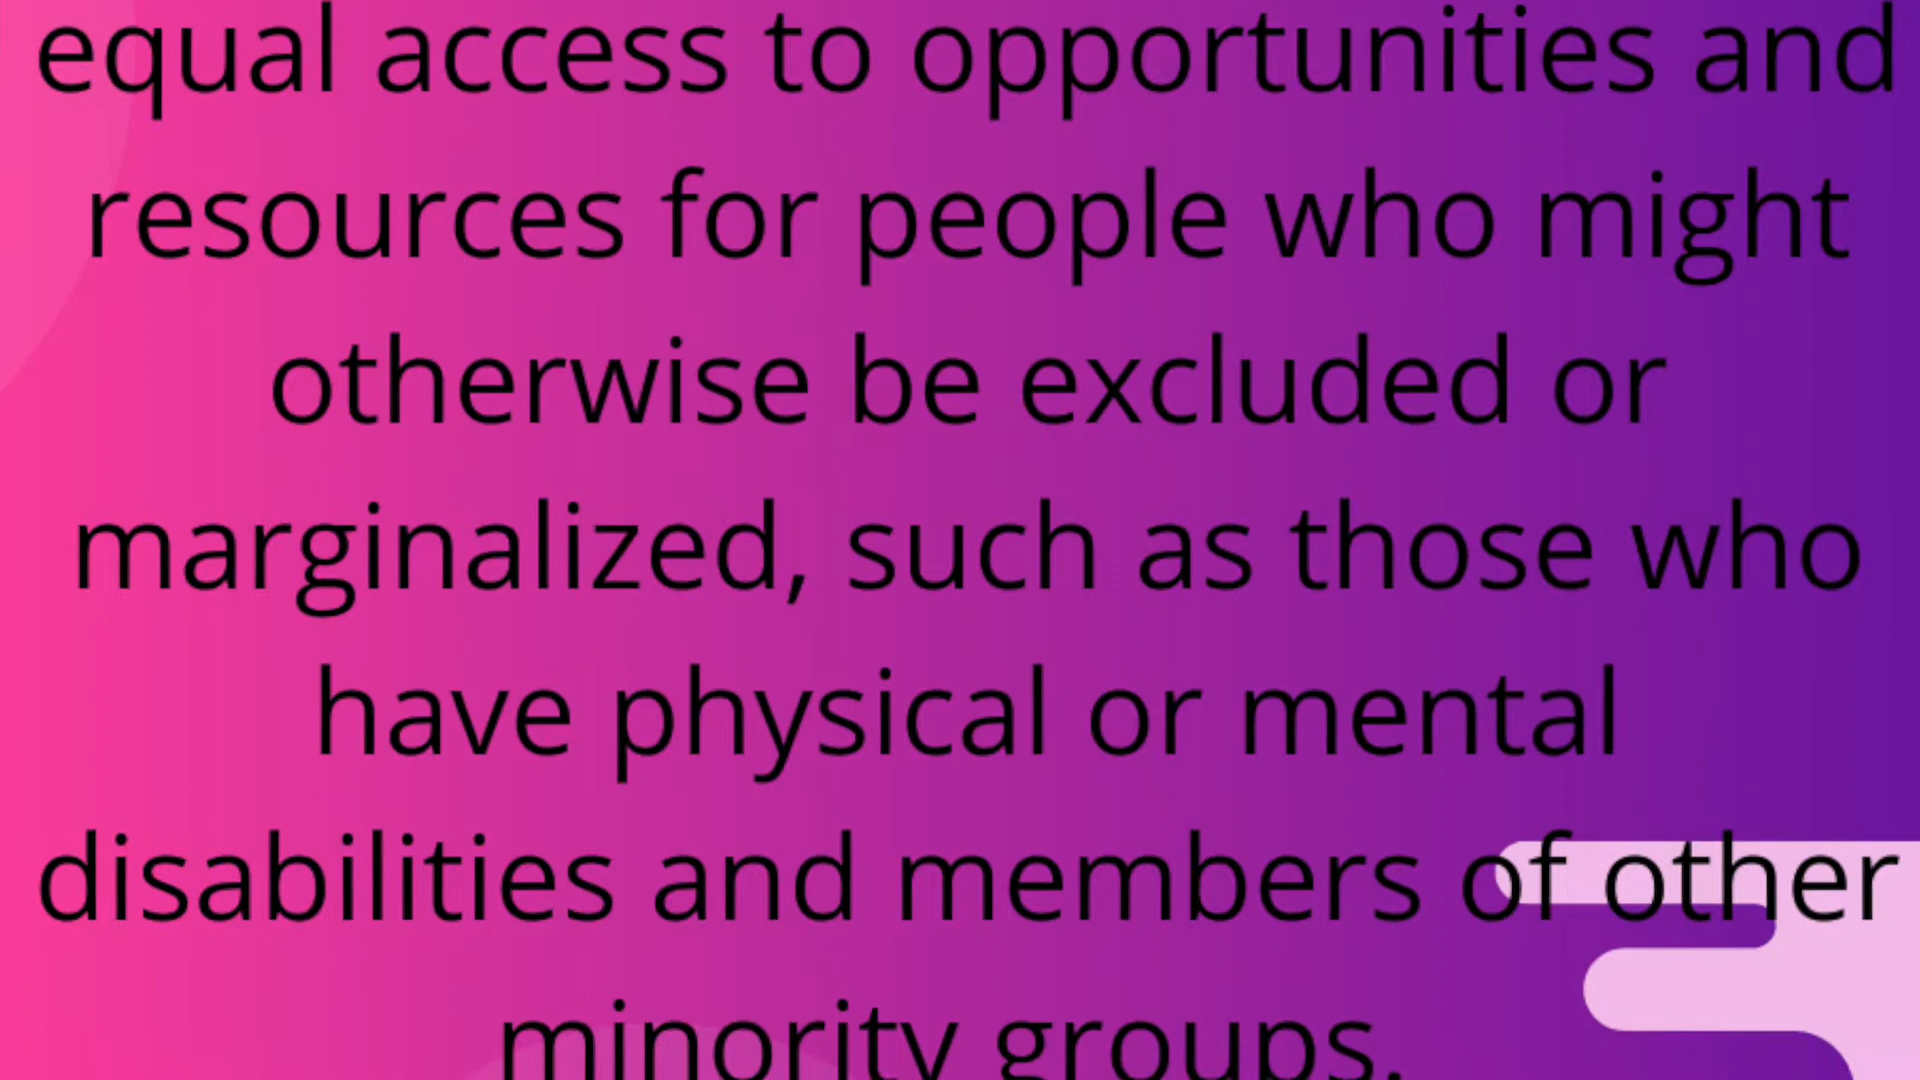 equal access to opportunities and
resources for people who might
otherwise be excluded or
marginalized, such as those who
have physical or mental
disabilities and members of other
minority groups.